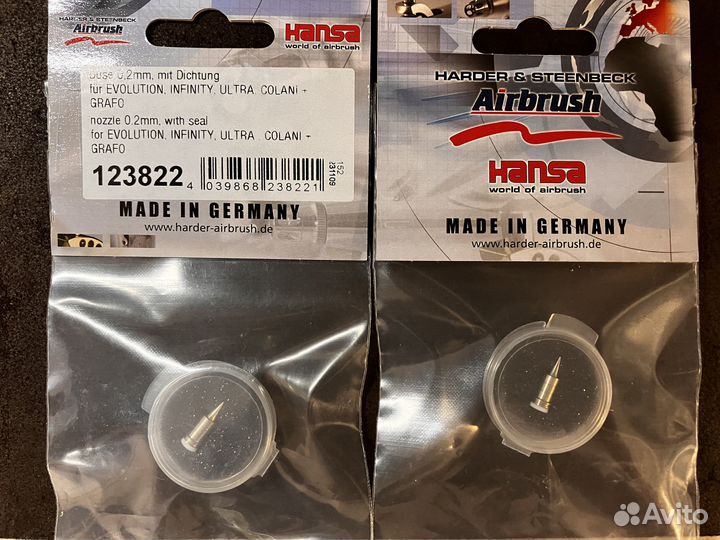 HARDER & STEENBECK
Airbrush
Hansa
world of airbrush
Düse 0,2mm, mit Dichtung
für EVOLUTION, INFINITY, ULTRA, COLANI +
GRAFO
nozzle 0.2mm, with seal
for EVOLUTION, INFINITY, ULTRA , COLANI +
GRAFO
123822
4 039868 238221
152
231109
MADE IN GERMANY
www.harder-airbrush.de
HARDER & STEENBECK
Airbrush
Hansa
world of airbrush
MADE IN GERMANY
www.harder-airbrush.de
Avito